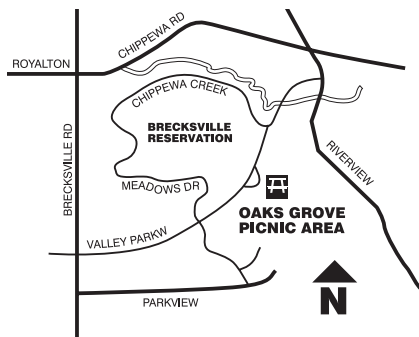 CHIPPEWA RD
ROYALTON
CHIPPEWA CREEK
BRECKSVILLE
RESERVATION
BRECKSVILLE RD
RIVERVIEW
MEADOWS DR
OAKS GROVE
PICNIC AREA
VALLEY PARKW
PARKVIEW
N